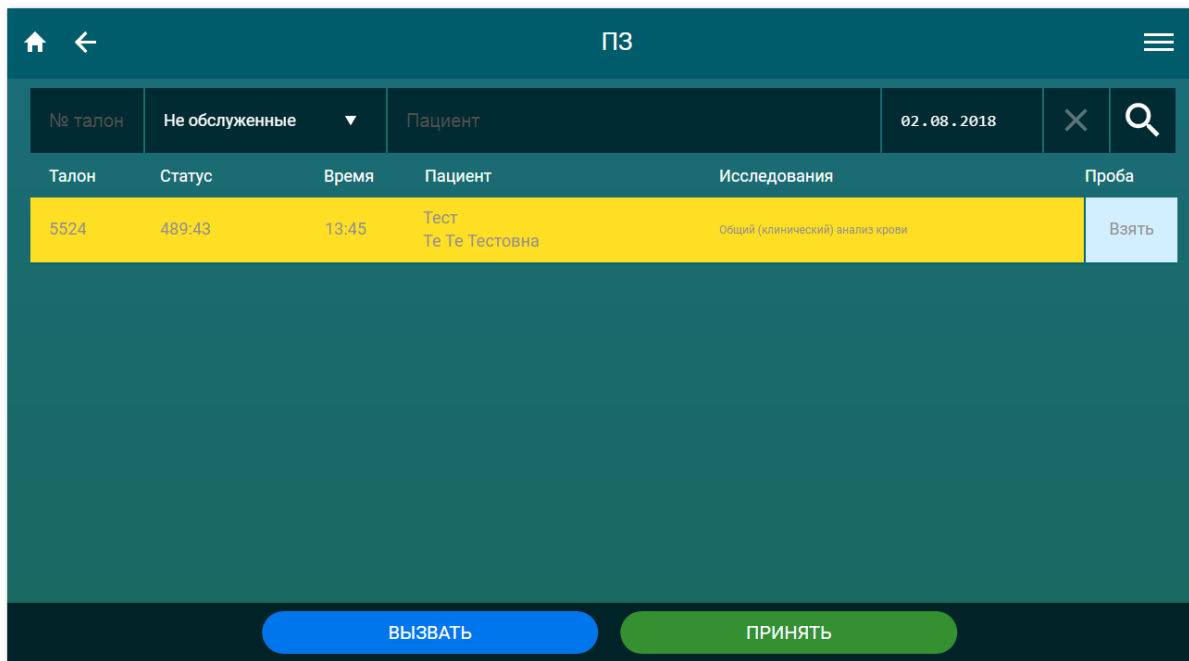 ПЗ
№ талон Не обслуженные Пациент 02.08.2018
Талон Статус Время Пациент Исследования Проба
5524 489:43 13:45 Тест Общий (клинический) анализ крови Взять
Те Те Тестовна
ВЫЗВАТЬ ПРИНЯТЬ